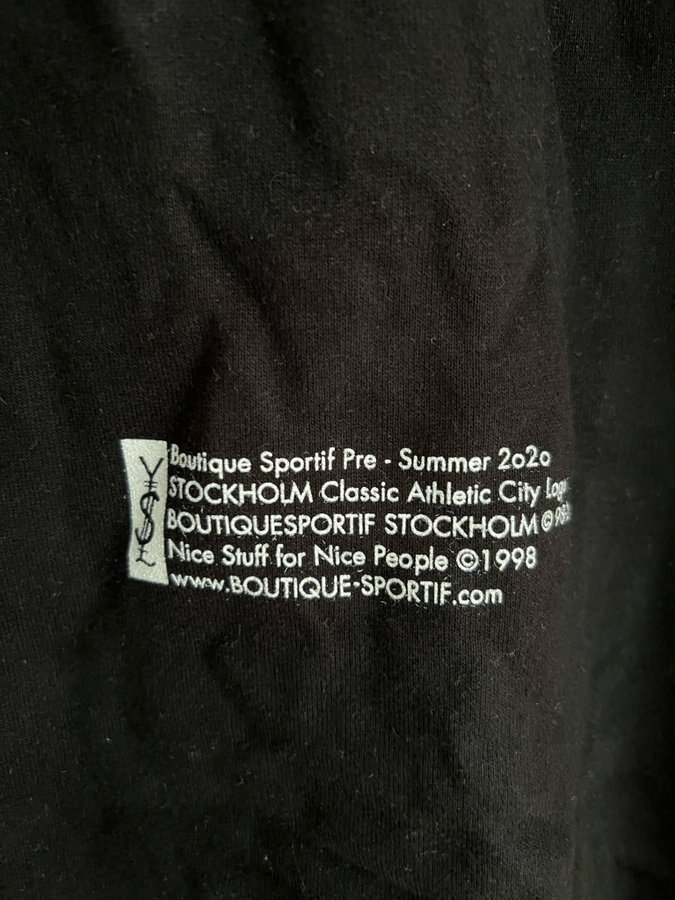 Boutique Sportif Pre - Summer 2o2o
STOCKHOLM Classic Athletic City
BOUTIQUESPORTIF STOCKHOLM ©
Nice Stuff for Nice People ©1998
www.BOUTIQUE-SPORTIF.com
¥$£